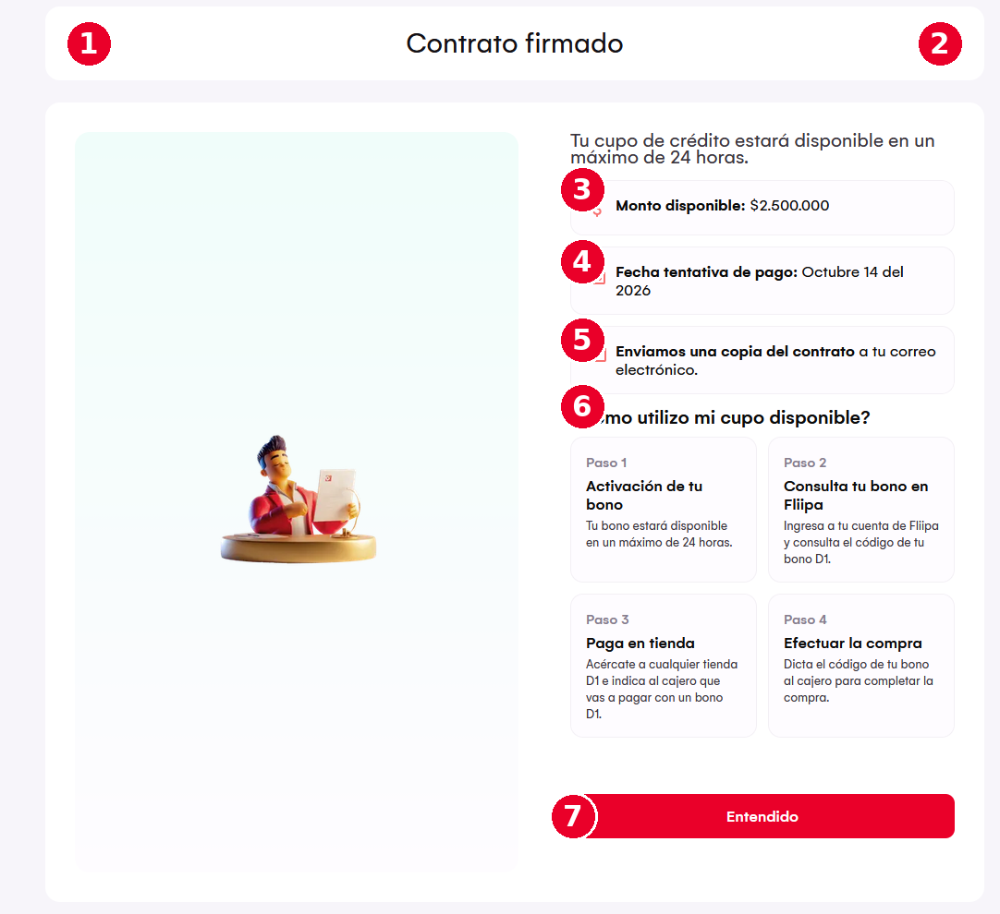 1
Contrato firmado
2
Tu cupo de crédito estará disponible en un
máximo de 24 horas.
3
Monto disponible: $2.500.000
4
Fecha tentativa de pago: Octubre 14 del
2026
5
Enviamos una copia del contrato a tu correo
electrónico.
6
mo utilizo mi cupo disponible?
Paso 1
Activación de tu
bono
Tu bono estará disponible
en un máximo de 24 horas.
Paso 2
Consulta tu bono en
Fliipa
Ingresa a tu cuenta de Fliipa
y consulta el código de tu
bono D1.
Paso 3
Paga en tienda
Acércate a cualquier tienda
D1 e indica al cajero que
vas a pagar con un bono
D1.
Paso 4
Efectuar la compra
Dicta el código de tu bono
al cajero para completar la
compra.
7
Entendido